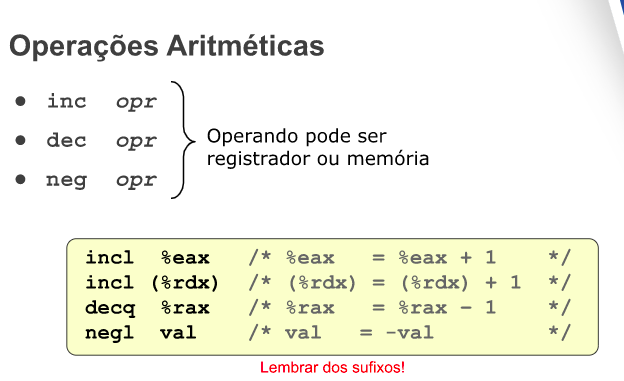 Operações Aritméticas
● inc opr
● dec opr
● neg opr
Operando pode ser
registrador ou memória
incl %eax /* %eax = %eax + 1 */
incl (%rdx) /* (%rdx) = (%rdx) + 1 */
decq %rax /* %rax = %rax - 1 */
negl val /* val = -val */
Lembrar dos sufixos!